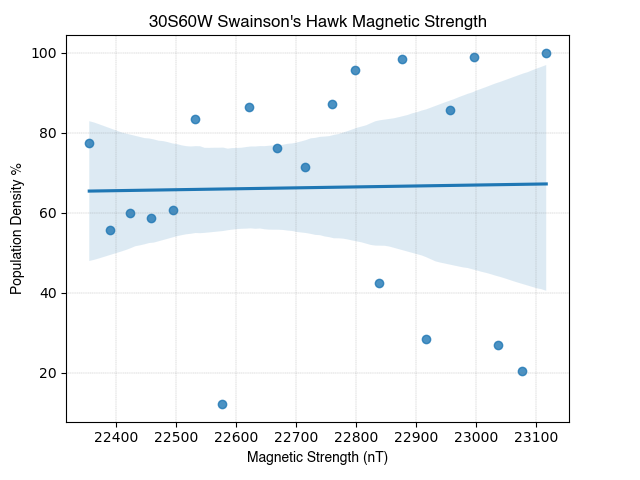 30S60W Swainson's Hawk Magnetic Strength
100
80
60
40
20
Population Density %
22400 22500 22600 22700 22800 22900 23000 23100
Magnetic Strength (nT)